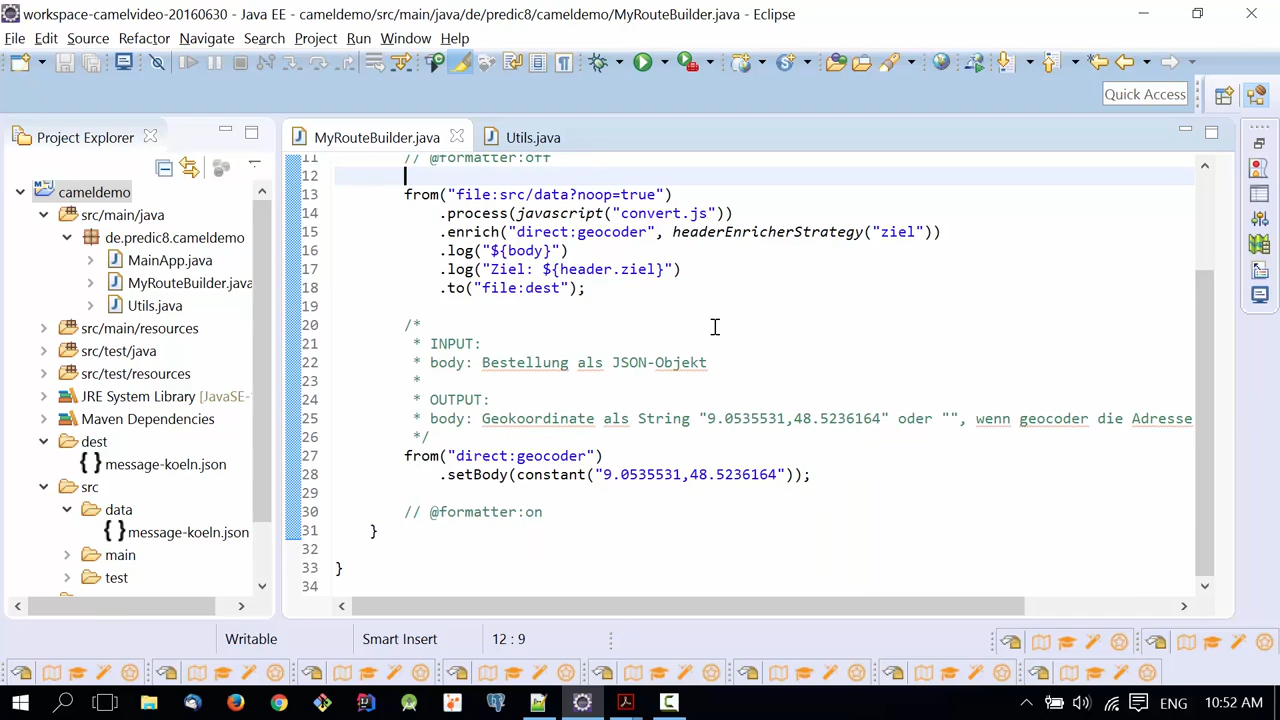 workspace-camelvideo-20160630 - Java EE - cameldemo/src/main/java/de/predic8/cameldemo/MyRouteBuilder.java - Eclipse
File Edit Source Refactor Navigate Search Project Run Window Help
Quick Access
Project Explorer
cameldemo
src/main/java
de.predic8.cameldemo
MainApp.java
MyRouteBuilder.java
Utils.java
src/main/resources
src/test/java
src/test/resources
JRE System Library [JavaSE-
Maven Dependencies
dest
message-koeln.json
src
data
message-koeln.json
main
test
MyRouteBuilder.java
Utils.java
11 // @formatter:off
12
13 from("file:src/data?noop=true")
14 .process(javascript("convert.js"))
15 .enrich("direct:geocoder", headerEnricherStrategy("ziel"))
16 .log("${body}")
17 .log("Ziel: ${header.ziel}")
18 .to("file:dest");
19
20 /*
21 * INPUT:
22 * body: Bestellung als JSON-Objekt
23 *
24 * OUTPUT:
25 * body: Geokoordinate als String "9.0535531,48.5236164" oder "", wenn geocoder die Adresse
26 */
27 from("direct:geocoder")
28 .setBody(constant("9.0535531,48.5236164"));
29
30 // @formatter:on
31 }
32
33 }
34
Writable
Smart Insert
12 : 9
ENG
10:52 AM